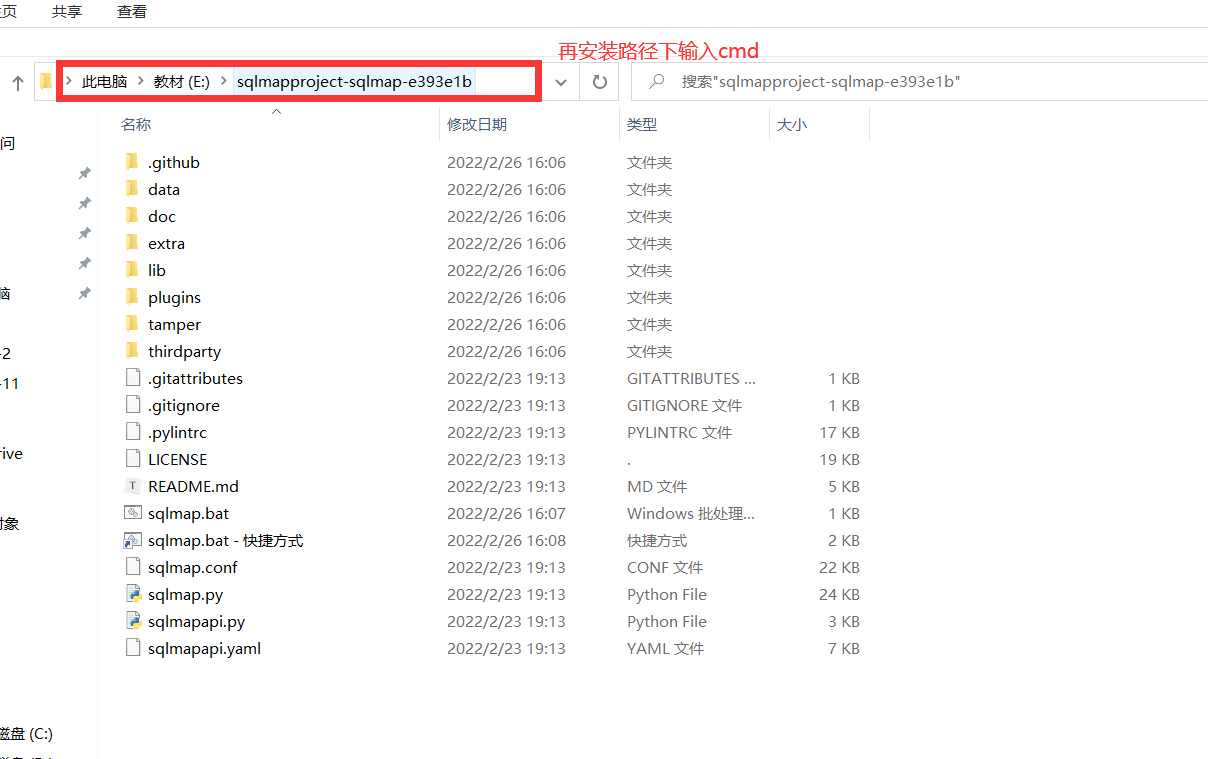 共享 查看
再安装路径下输入cmd
此电脑 教材 (E:) sqlmapproject-sqlmap-e393e1b 搜索"sqlmapproject-sqlmap-e393e1b"
名称 修改日期 类型 大小
.github 2022/2/26 16:06 文件夹
data 2022/2/26 16:06 文件夹
doc 2022/2/26 16:06 文件夹
extra 2022/2/26 16:06 文件夹
lib 2022/2/26 16:06 文件夹
plugins 2022/2/26 16:06 文件夹
tamper 2022/2/26 16:06 文件夹
thirdparty 2022/2/26 16:06 文件夹
-2
.gitattributes 2022/2/23 19:13 GITATTRIBUTES ... 1 KB
-11
.gitignore 2022/2/23 19:13 GITIGNORE 文件 1 KB
.pylintrc 2022/2/23 19:13 PYLINTRC 文件 17 KB
LICENSE 2022/2/23 19:13 . 19 KB
README.md 2022/2/23 19:13 MD 文件 5 KB
sqlmap.bat 2022/2/26 16:07 Windows 批处理... 1 KB
sqlmap.bat - 快捷方式 2022/2/26 16:08 快捷方式 2 KB
sqlmap.conf 2022/2/23 19:13 CONF 文件 22 KB
sqlmap.py 2022/2/23 19:13 Python File 24 KB
sqlmapapi.py 2022/2/23 19:13 Python File 3 KB
sqlmapapi.yaml 2022/2/23 19:13 YAML 文件 7 KB
磁盘 (C:)